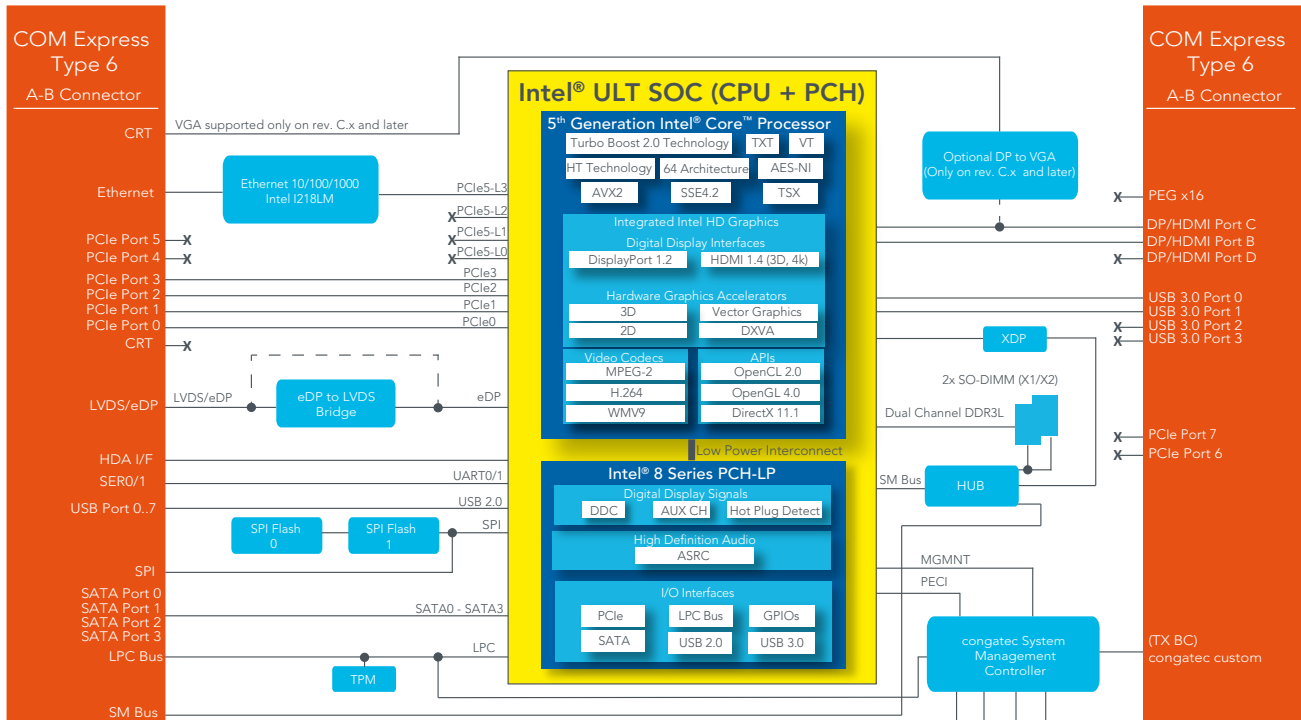 COM Express
Type 6
A-B Connector
CRT
Ethernet
PCIe Port 5
PCIe Port 4
PCIe Port 3
PCIe Port 2
PCIe Port 1
PCIe Port 0
CRT
LVDS/eDP
HDA I/F
SER0/1
USB Port 0..7
SPI
SATA Port 0
SATA Port 1
SATA Port 2
SATA Port 3
LPC Bus
SM Bus
VGA supported only on rev. C.x and later
Ethernet 10/100/1000
Intel I218LM
PCIe5-L3
X PCIe5-L2
X PCIe5-L1
X PCIe5-L0
X
X
PCIe3
PCIe2
PCIe1
PCIe0
X
LVDS/eDP
eDP to LVDS
Bridge
eDP
UART0/1
USB 2.0
SPI Flash
0
SPI Flash
1
SPI
SATA0 - SATA3
LPC
TPM
Intel® ULT SOC (CPU + PCH)
5th Generation Intel® Core™ Processor
Turbo Boost 2.0 Technology TXT VT
HT Technology 64 Architecture AES-NI
AVX2 SSE4.2 TSX
Integrated Intel HD Graphics
Digital Display Interfaces
DisplayPort 1.2 HDMI 1.4 (3D, 4k)
Hardware Graphics Accelerators
3D Vector Graphics
2D DXVA
Video Codecs
MPEG-2
H.264
WMV9
APIs
OpenCL 2.0
OpenGL 4.0
DirectX 11.1
Low Power Interconnect
Intel® 8 Series PCH-LP
Digital Display Signals
DDC AUX CH Hot Plug Detect
High Definition Audio
ASRC
I/O Interfaces
PCIe LPC Bus GPIOs
SATA USB 2.0 USB 3.0
Optional DP to VGA
(Only on rev. C.x and later)
XDP
2x SO-DIMM (X1/X2)
Dual Channel DDR3L
SM Bus
HUB
MGMNT
PECI
congatec System
Management
Controller
COM Express
Type 6
A-B Connector
X PEG x16
DP/HDMI Port C
DP/HDMI Port B
X DP/HDMI Port D
USB 3.0 Port 0
USB 3.0 Port 1
X USB 3.0 Port 2
X USB 3.0 Port 3
X PCIe Port 7
X PCIe Port 6
(TX BC)
congatec custom